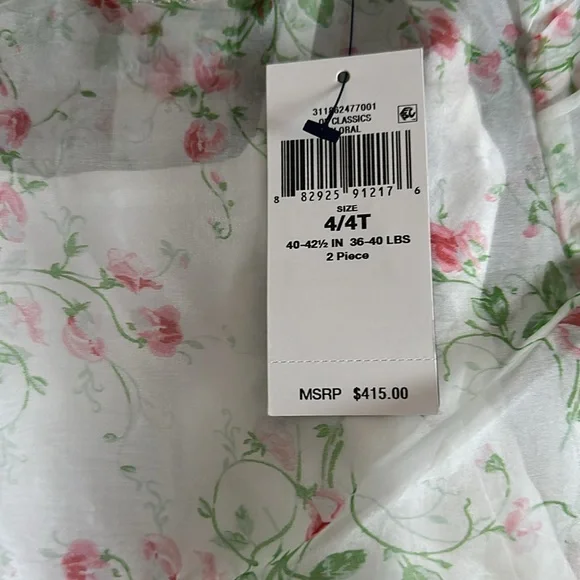 311862477001
CLASSICS
8 82925 91217 6
SIZE
4/4T
40-42½ IN 36-40 LBS
2 Piece
MSRP $415.00